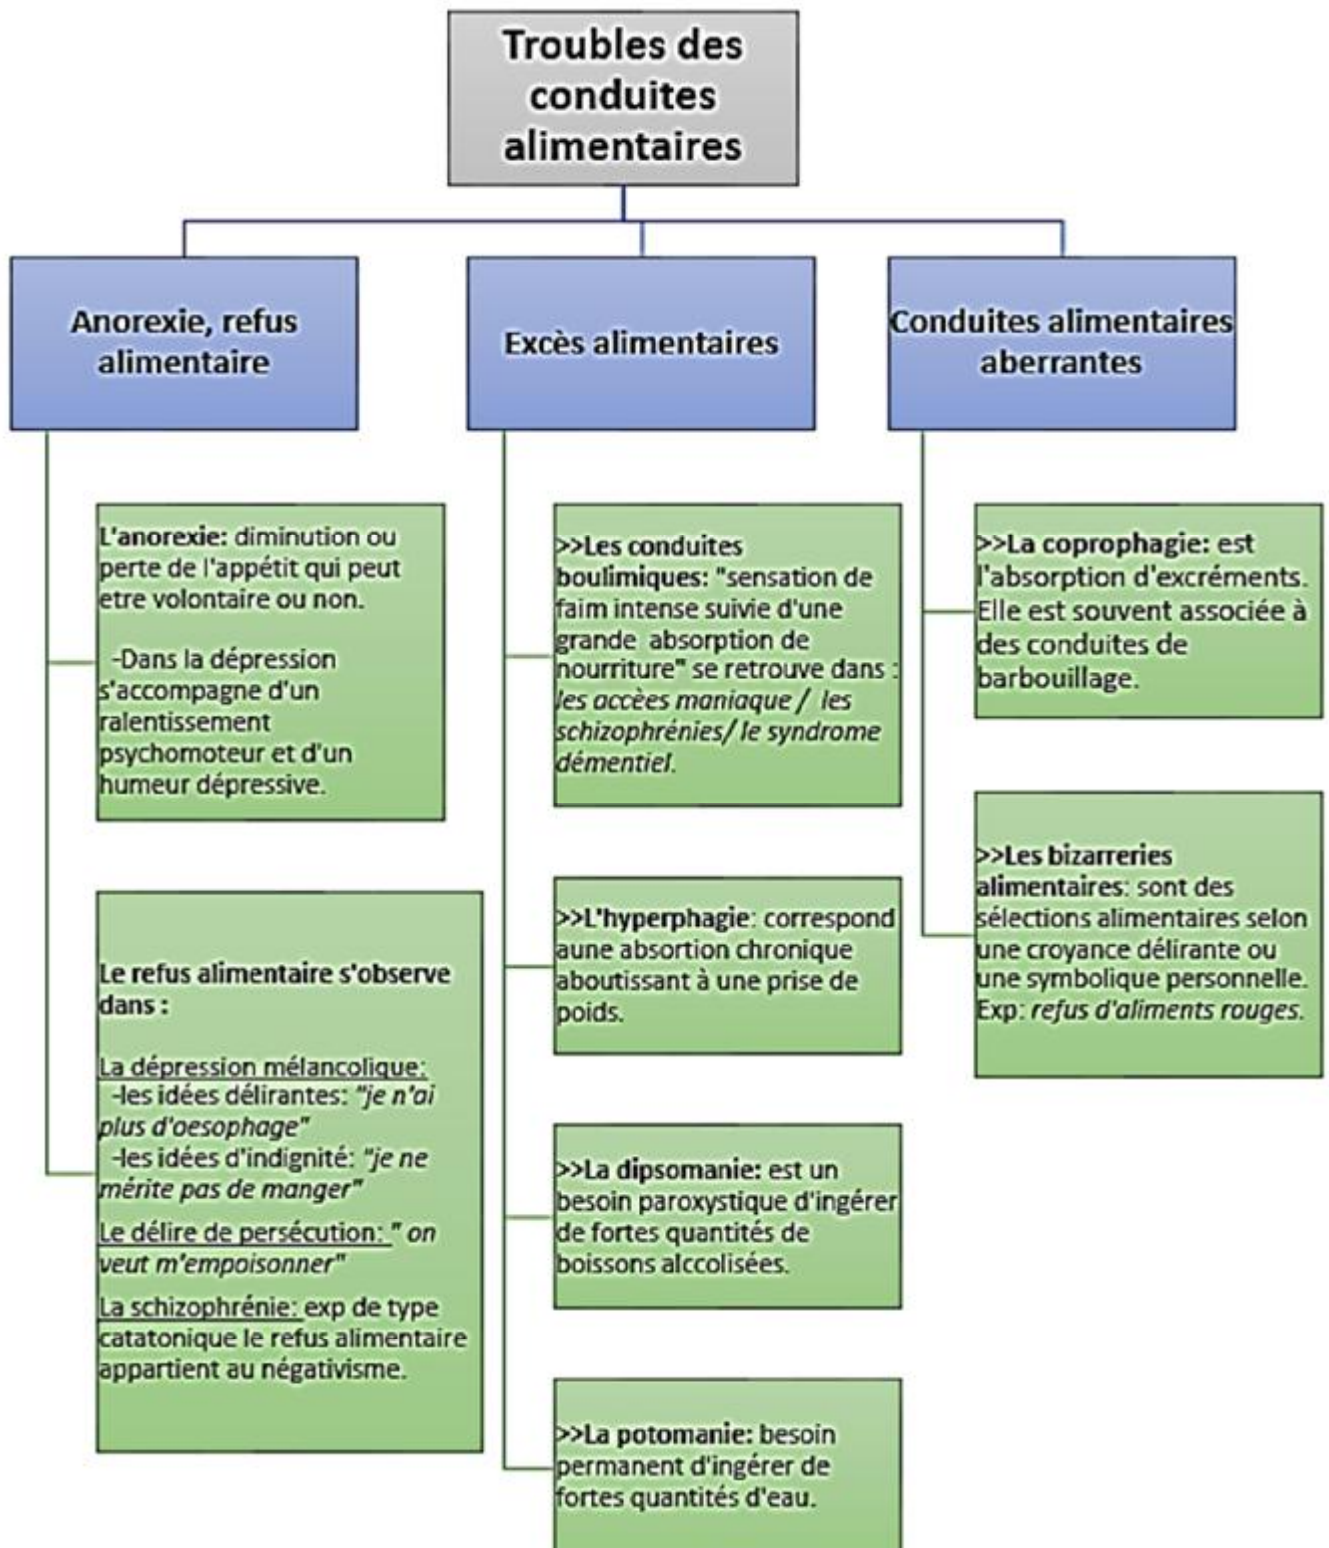 Troubles des
conduites
alimentaires
Anorexie, refus
alimentaire
L'anorexie: diminution ou
perte de l'appétit qui peut
etre volontaire ou non.
-Dans la dépression
s'accompagne d'un
ralentissement
psychomoteur et d'un
humeur dépressive.
Le refus alimentaire s'observe
dans :
La dépression mélancolique:
-les idées délirantes: "je n'ai
plus d'oesophage"
-les idées d'indignité: "je ne
mérite pas de manger"
Le délire de persécution: " on
veut m'empoisonner"
La schizophrénie: exp de type
catatonique le refus alimentaire
appartient au négativisme.
Excès alimentaires
>>Les conduites
boulimiques: "sensation de
faim intense suivie d'une
grande absorption de
nourriture" se retrouve dans :
les accèes maniaque / les
schizophrénies/ le syndrome
démentiel.
>>L'hyperphagie: correspond
aune absortion chronique
aboutissant à une prise de
poids.
>>La dipsomanie: est un
besoin paroxystique d'ingérer
de fortes quantités de
boissons alccolisées.
>>La potomanie: besoin
permanent d'ingérer de
fortes quantités d'eau.
Conduites alimentaires
aberrantes
>>La coprophagie: est
l'absorption d'excréments.
Elle est souvent associée à
des conduites de
barbouillage.
>>Les bizarreries
alimentaires: sont des
sélections alimentaires selon
une croyance délirante ou
une symbolique personnelle.
Exp: refus d'aliments rouges.